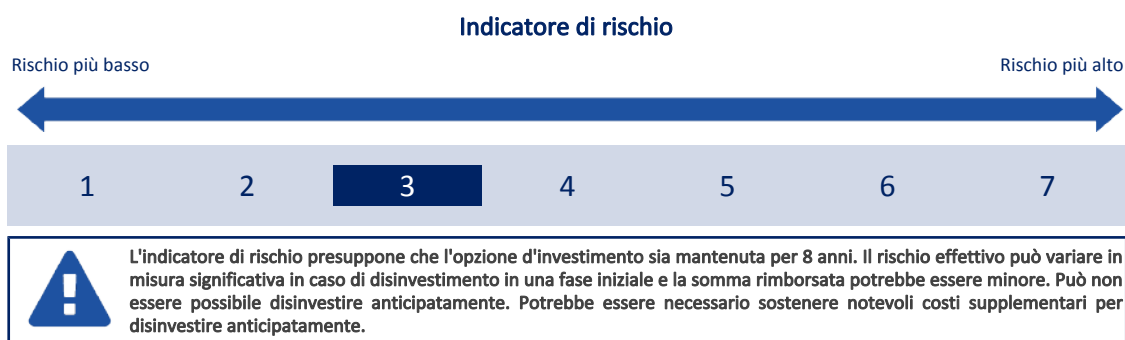 Indicatore di rischio
Rischio più basso Rischio più alto
1 2 3 4 5 6 7
L'indicatore di rischio presuppone che l'opzione d'investimento sia mantenuta per 8 anni. Il rischio effettivo può variare in
misura significativa in caso di disinvestimento in una fase iniziale e la somma rimborsata potrebbe essere minore. Può non
essere possibile disinvestire anticipatamente. Potrebbe essere necessario sostenere notevoli costi supplementari per
disinvestire anticipatamente.